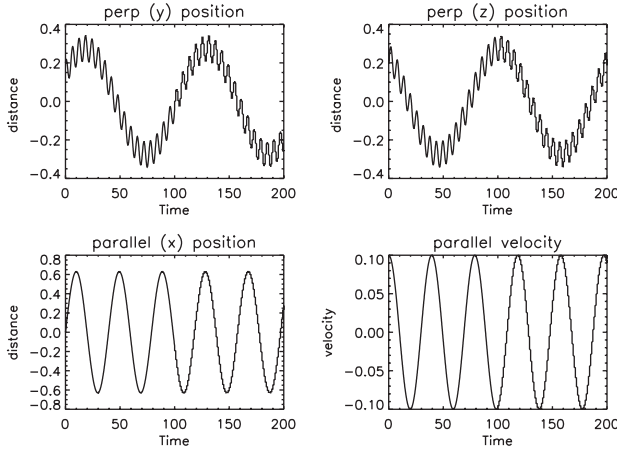 perp (y) position
0.4
0.2
0.0
−0.2
−0.4
distance
0 50 100 150 200
Time
perp (z) position
0.4
0.2
0.0
−0.2
−0.4
distance
0 50 100 150 200
Time
parallel (x) position
0.8
0.6
0.4
0.2
0.0
−0.2
−0.4
−0.6
−0.8
distance
0 50 100 150 200
Time
parallel velocity
0.10
0.05
0.00
−0.05
−0.10
velocity
0 50 100 150 200
Time